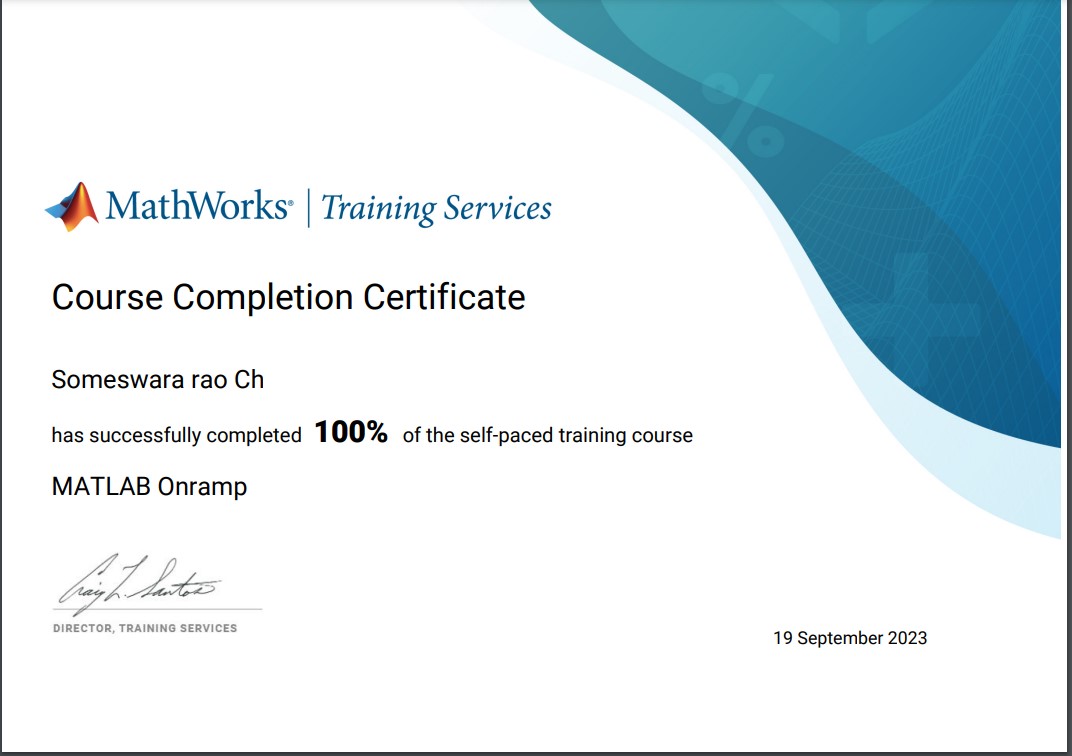 MathWorks® | Training Services
Course Completion Certificate
Someswara rao Ch
has successfully completed 100% of the self-paced training course
MATLAB Onramp
Craig L. Santos
DIRECTOR, TRAINING SERVICES
19 September 2023